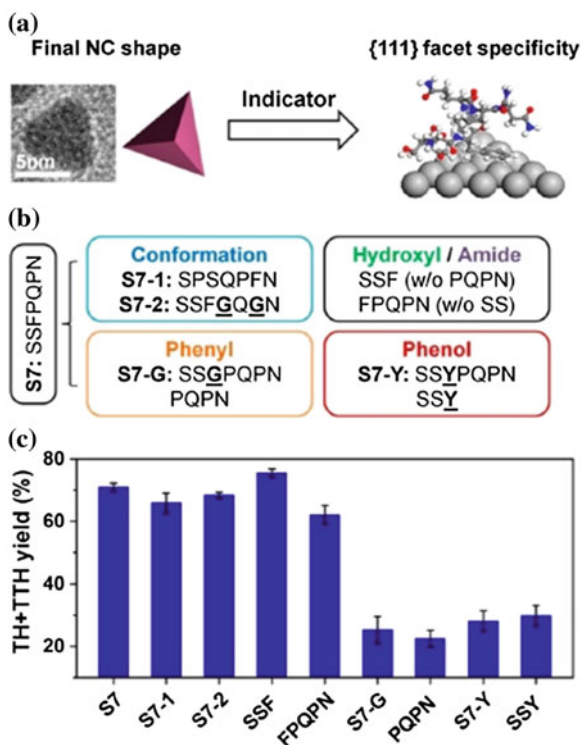 (a)
Final NC shape
{111} facet specificity
Indicator
5nm
(b)
S7: SSFPQPN
Conformation
S7-1: SPSQPFN
S7-2: SSFGQGN
Hydroxyl / Amide
SSF (w/o PQPN)
FPQPN (w/o SS)
Phenyl
S7-G: SSGPQPN
PQPN
Phenol
S7-Y: SSYPQPN
SSY
(c)
TH+TTH yield (%)
80
60
40
20
S7
S7-1
S7-2
SSF
FPQPN
S7-G
PQPN
S7-Y
SSY